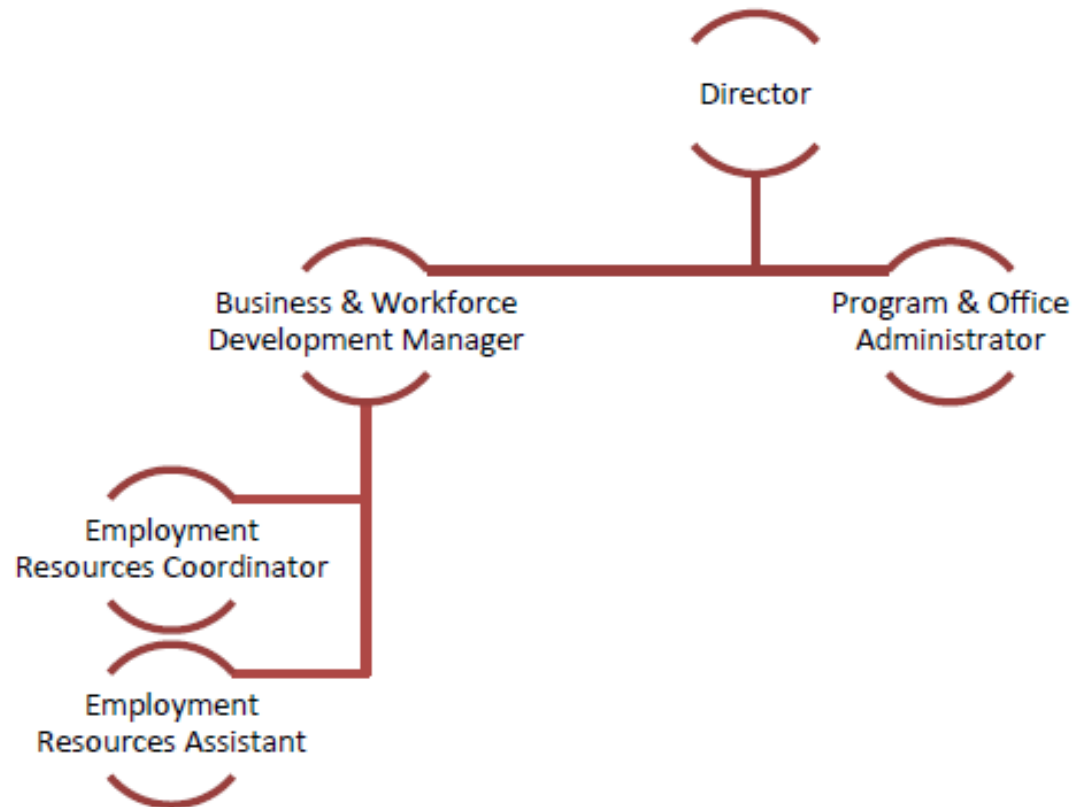 Director
Business & Workforce
Development Manager
Program & Office
Administrator
Employment
Resources Coordinator
Employment
Resources Assistant